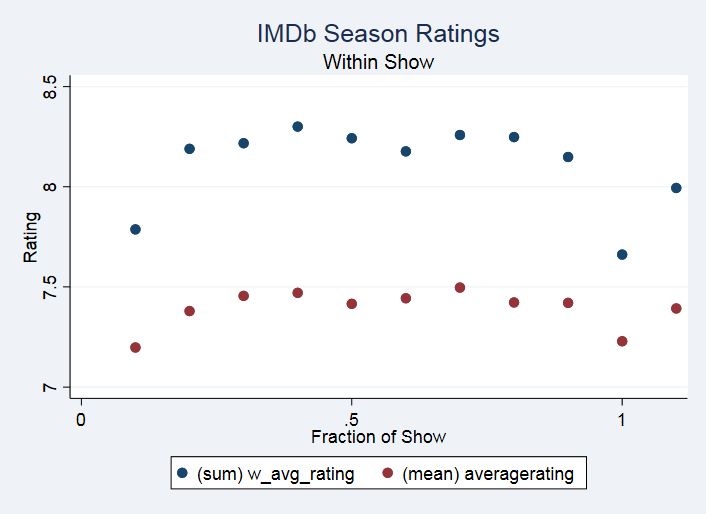 IMDb Season Ratings
Within Show
8.5
8
7.5
7
Rating
0
.5
1
Fraction of Show
(sum) w_avg_rating
(mean) averagerating